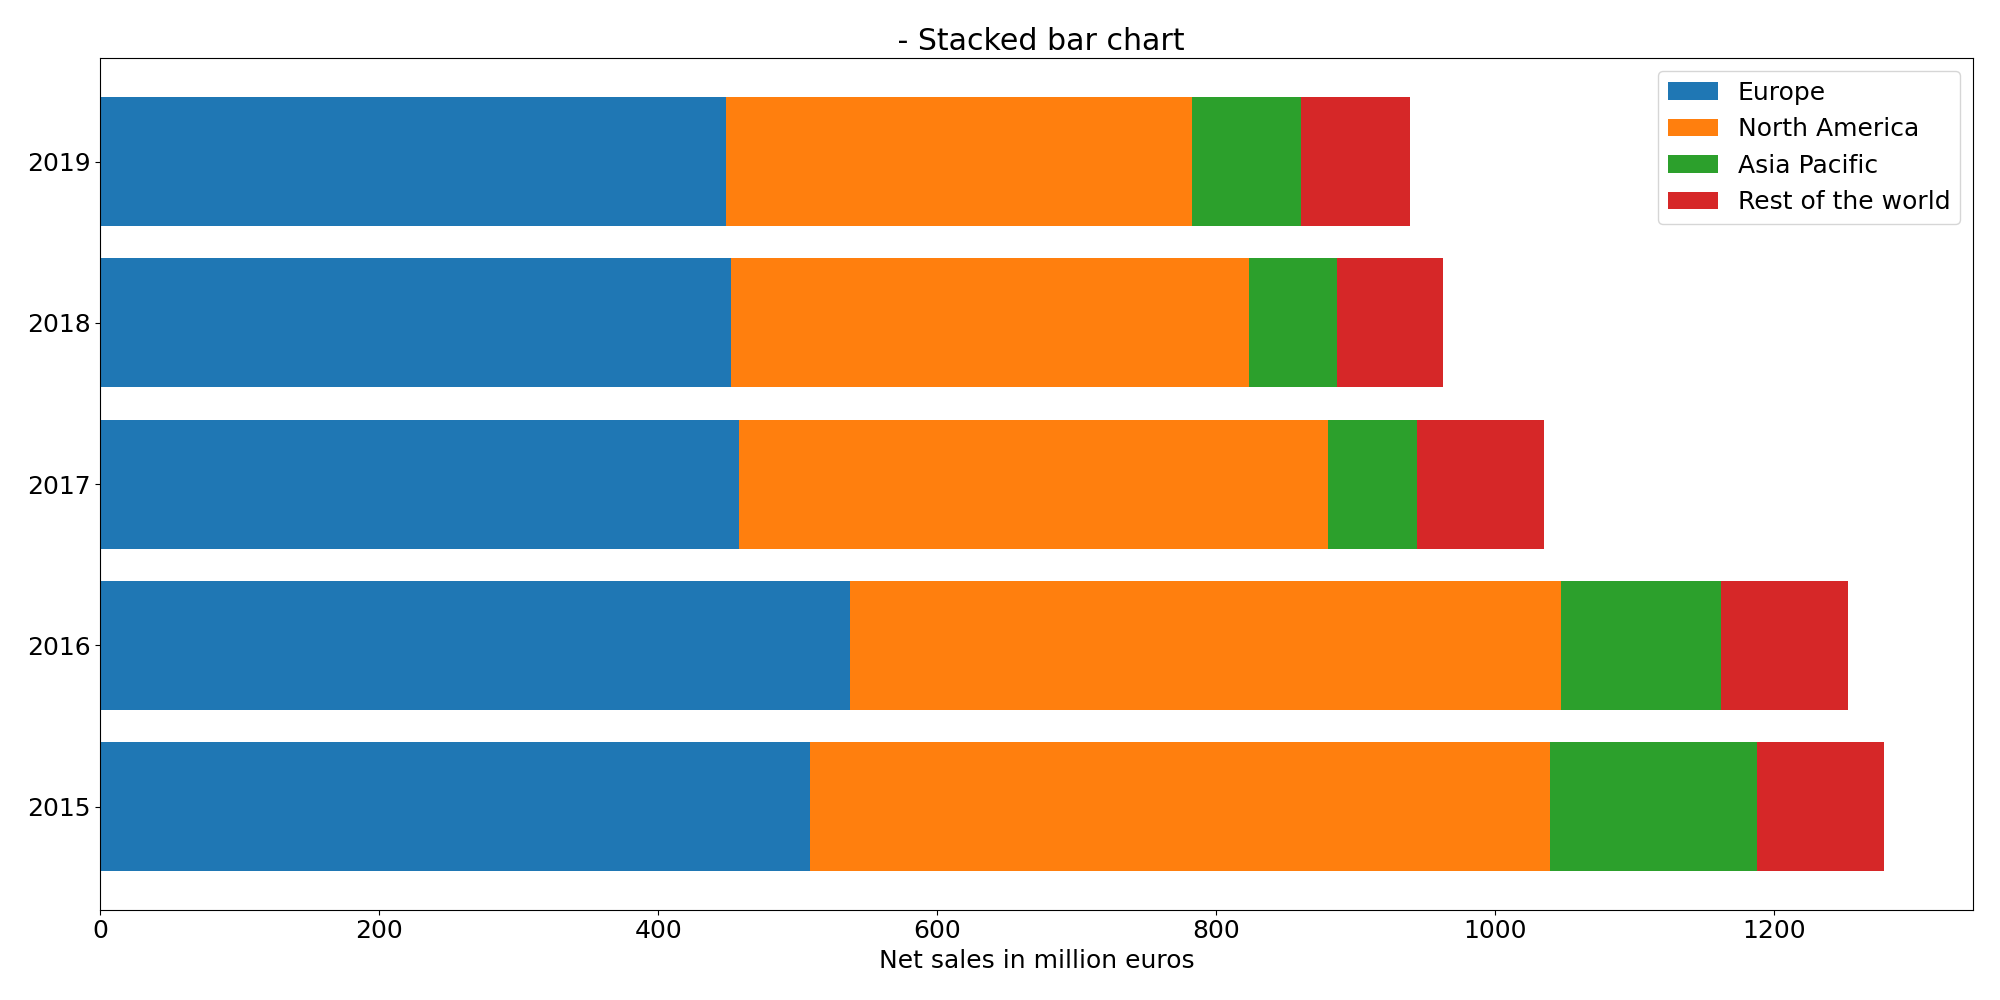 - Stacked bar chart
Europe
North America
Asia Pacific
Rest of the world
2019
2018
2017
2016
2015
0 200 400 600 800 1000 1200
Net sales in million euros